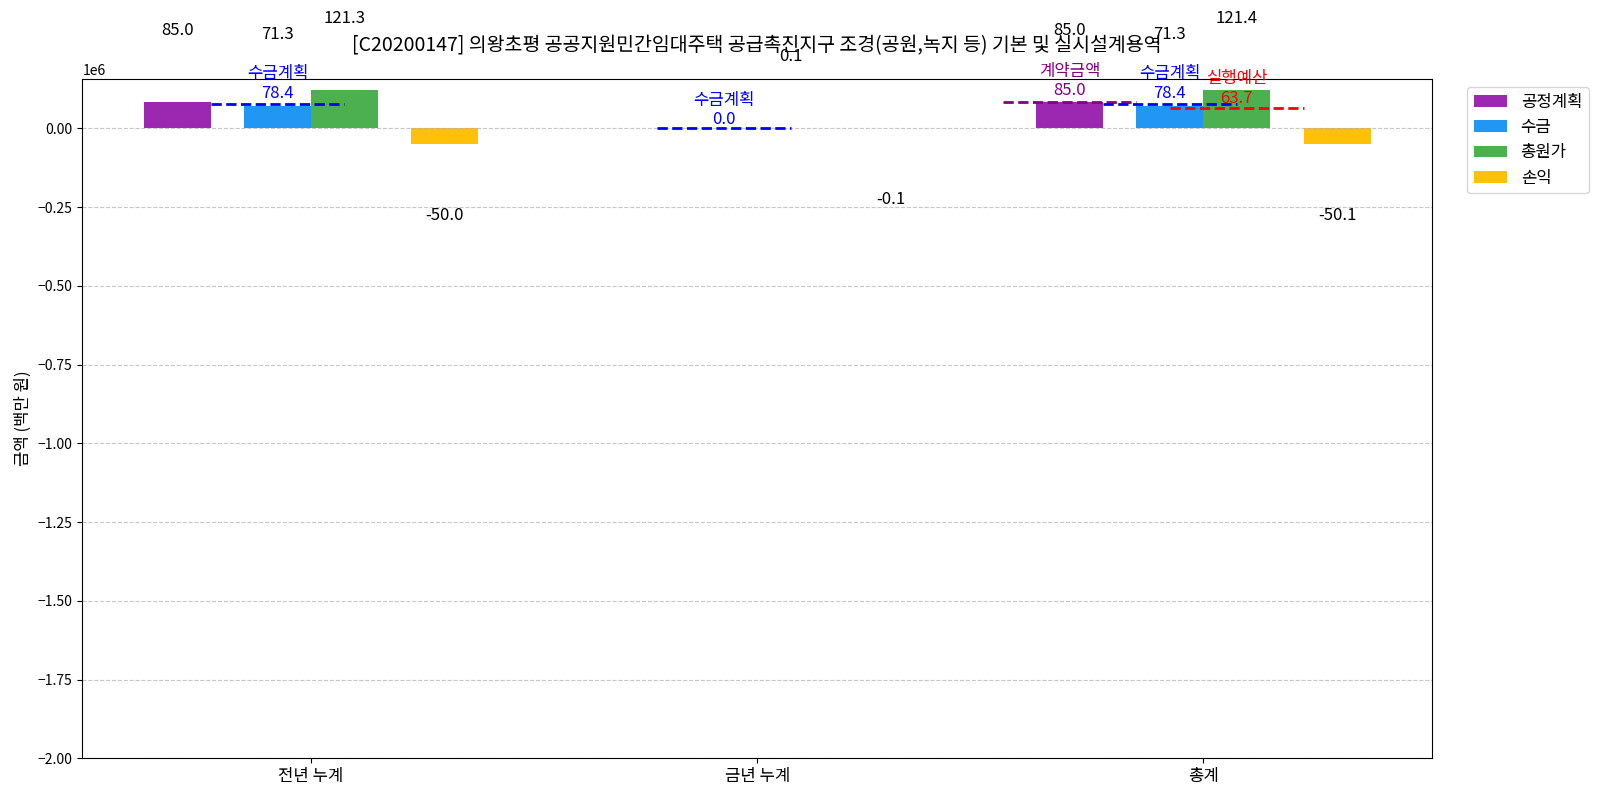 121.3
121.4
85.0
71.3
85.0
71.3
[C20200147] 의왕초평 공공지원민간임대주택 공급촉진지구 조경(공원,녹지 등) 기본 및 실시설계용역
0.1
1e6
수금계획
78.4
수금계획
0.0
계약금액
85.0
수금계획
78.4
실행예산
63.7
공정계획
수금
총원가
손익
-50.0
-0.1
-50.1
0.00
−0.25
−0.50
−0.75
−1.00
−1.25
−1.50
−1.75
−2.00
금액 (백만 원)
전년 누계
금년 누계
총계